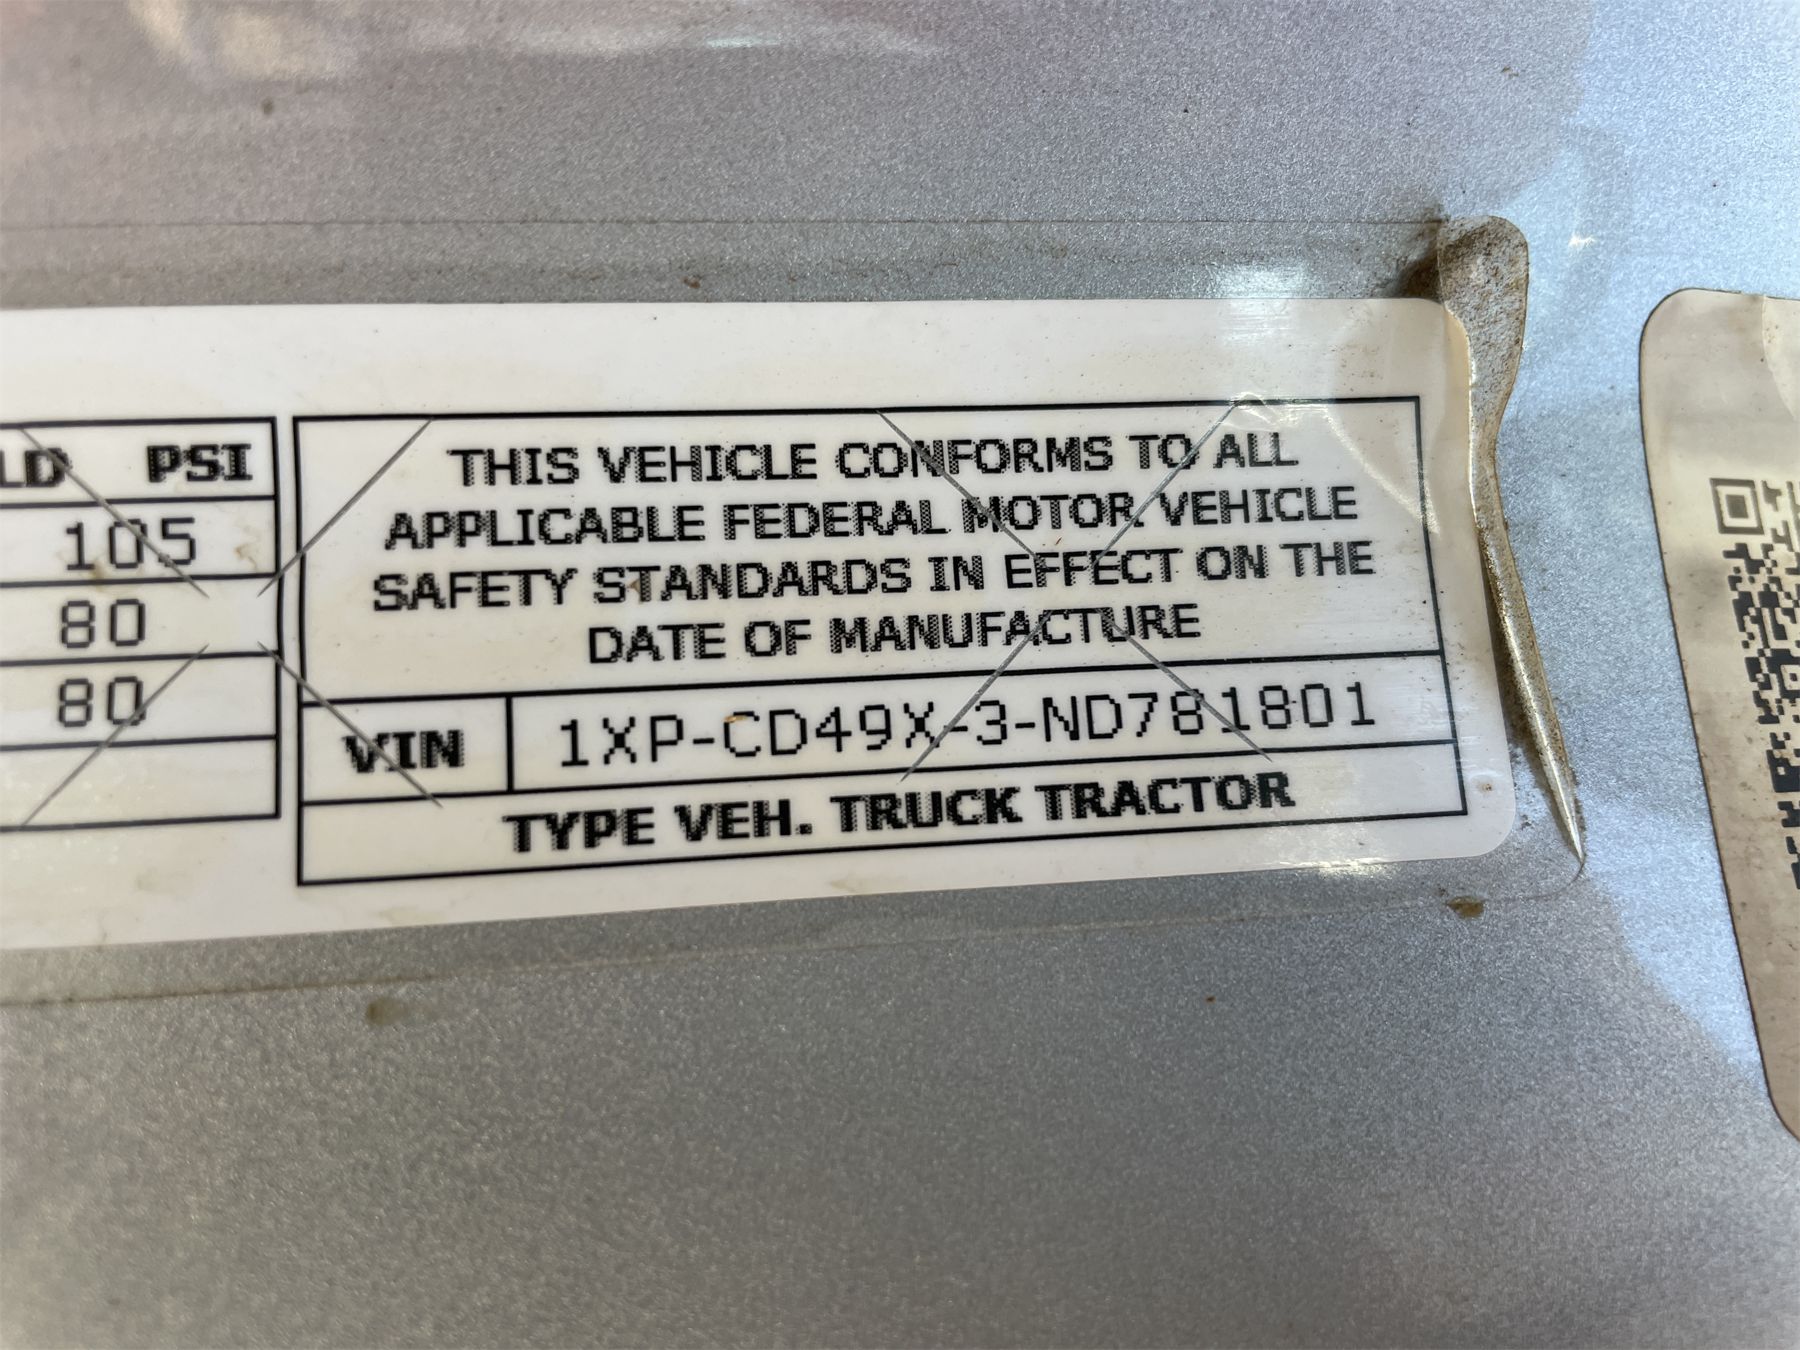 LD PSI
105
80
80
THIS VEHICLE CONFORMS TO ALL
APPLICABLE FEDERAL MOTOR VEHICLE
SAFETY STANDARDS IN EFFECT ON THE
DATE OF MANUFACTURE
VIN 1XP-CD49X-3-ND781801
TYPE VEH. TRUCK TRACTOR